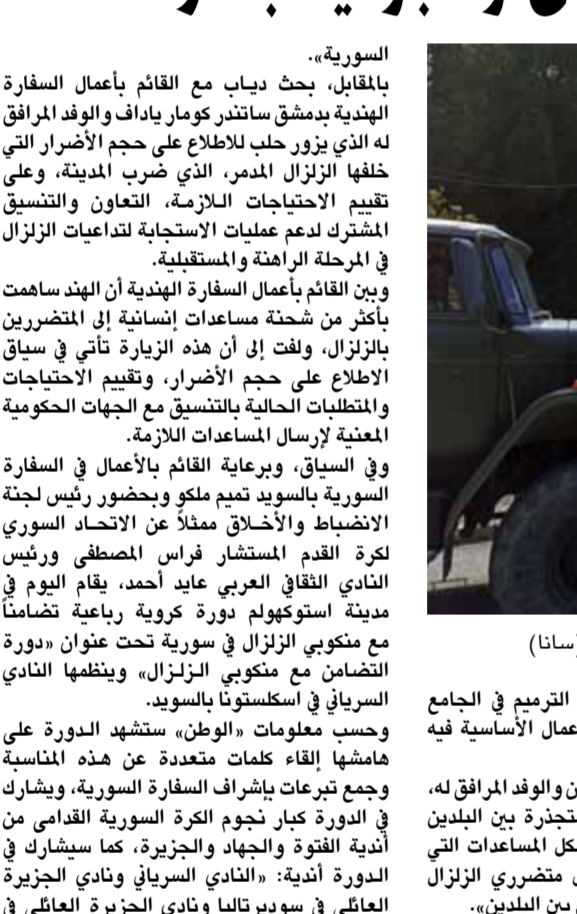 السورية».
بالمقابل، بحث ديـاب مع القائم بأعمال السفارة
الهندية بدمشق ساتندر كومار ياداف والوفد المرافق
له الذي يزور حلب للاطلاع على حجم الأضرار التي
خلفها الزلزال المدمر، الذي ضرب المدينة، وعلى
تقييم الاحتياجات الـلازمـة، التعاون والتنسيق
المشترك لدعم عمليات الاستجابة لتداعيات الزلزال
في المرحلة الراهنة والمستقبلية.
وبين القائم بأعمال السفارة الهندية أن الهند ساهمت
بأكثر من شحنة مساعدات إنسانية إلى المتضررين
بالزلزال، ولفت إلى أن هذه الزيارة تأتي في سياق
الاطلاع على حجم الأضرار، وتقييم الاحتياجات
والمتطلبات الحالية بالتنسيق مع الجهات الحكومية
المعنية لإرسال المساعدات اللازمة.
وفي السياق، وبرعاية القائم بالأعمال في السفارة
السورية بالسويد تميم ملكو وبحضور رئيس لجنة
الانضباط والأخـلاق ممثلاً عن الاتحـاد السوري
لكرة القدم المستشار فراس المصطفى ورئيس
النادي الثقافي العربي عايد أحمد، يقام اليوم في
مدينة استوكهولم دورة كروية رباعية تضامناً
مع منكوبي الزلزال في سورية تحت عنوان «دورة
التضامن مع منكوبي الـزلـزال» وينظمها النادي
السرياني في اسكلستونا بالسويد.
وحسب معلومات «الوطن» ستشهد الـدورة على
هامشها إلقاء كلمات متعددة عن هـذه المناسبة
وجمع تبرعات بإشراف السفارة السورية، ويشارك
في الدورة كبار نجوم الكرة السورية القدامى من
أندية الفتوة والجهاد والجزيرة، كما سيشارك في
الـدورة أندية: «النادي السرياني ونادي الجزيرة
العائلي في سوديرتاليا ونادي الجزيرة العائلي في
(سانا)
الترميم في الجامع
عمال الأساسية فيه
ن والوفد المرافق له،
تجذرة بين البلدين
كل المساعدات التي
متضرري الزلزال
بين البلدين».